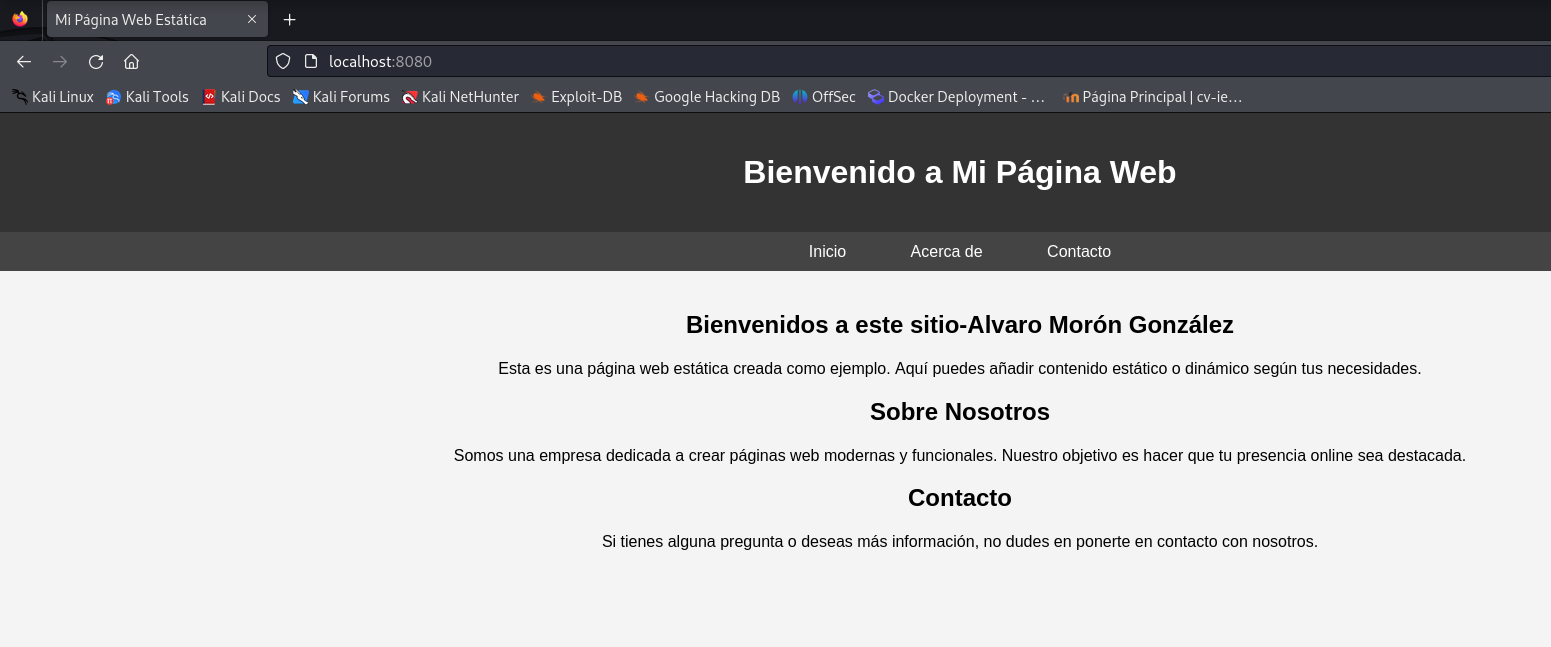 Mi Página Web Estática
localhost:8080
Kali Linux Kali Tools Kali Docs Kali Forums Kali NetHunter Exploit-DB Google Hacking DB OffSec Docker Deployment - ... Página Principal | cv-ie...
Bienvenido a Mi Página Web
Inicio Acerca de Contacto
Bienvenidos a este sitio-Alvaro Morón González
Esta es una página web estática creada como ejemplo. Aquí puedes añadir contenido estático o dinámico según tus necesidades.
Sobre Nosotros
Somos una empresa dedicada a crear páginas web modernas y funcionales. Nuestro objetivo es hacer que tu presencia online sea destacada.
Contacto
Si tienes alguna pregunta o deseas más información, no dudes en ponerte en contacto con nosotros.